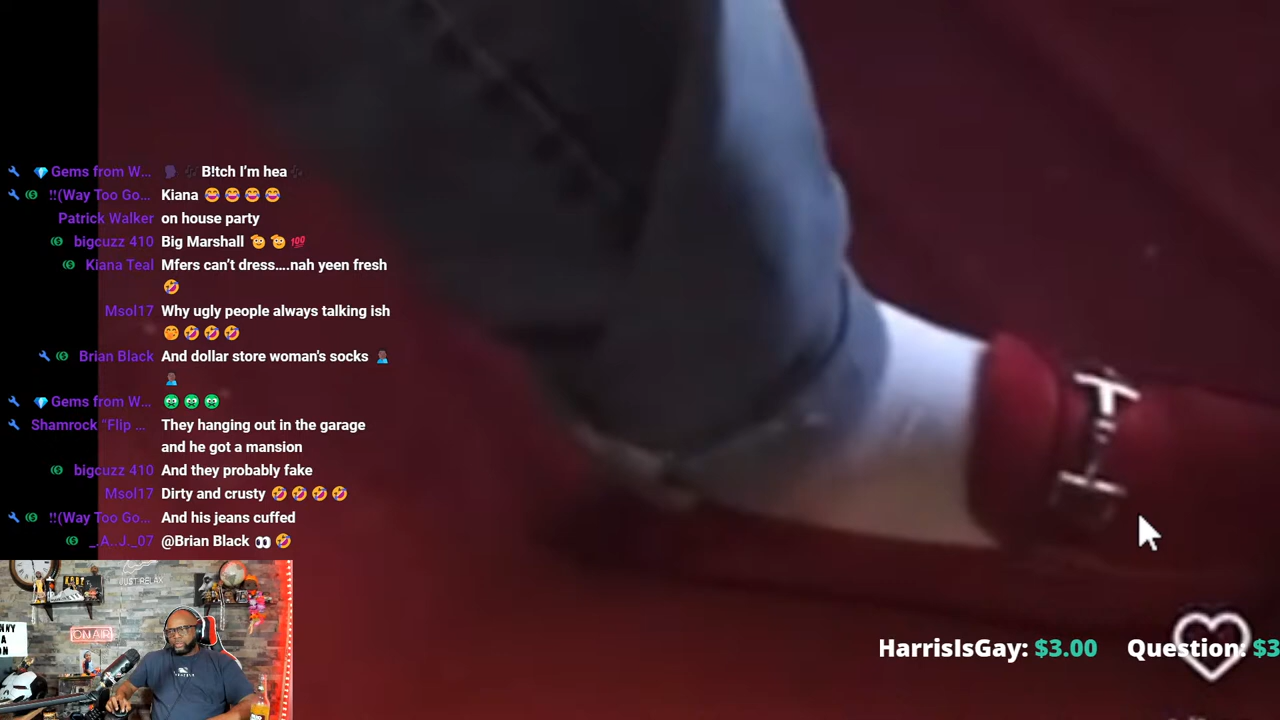 Gems from W... B!tch I'm hea
!!(Way Too Go... Kiana 😂 😂 😂 😂
Patrick Walker on house party
bigcuzz 410 Big Marshall 🫡 🫡 💯
Kiana Teal Mfers can't dress....nah yeen fresh
🤣
Msol17 Why ugly people always talking ish
🤭 🤣 🤣 🤣
Brian Black And dollar store woman's socks 🤦🏿‍♂️
🤦🏿‍♂️
Gems from W... 🤢 🤢 🤢
Shamrock "Flip ... They hanging out in the garage
and he got a mansion
bigcuzz 410 And they probably fake
Msol17 Dirty and crusty 🤣 🤣 🤣 🤣
!!(Way Too Go... And his jeans cuffed
_.A..J._07 @Brian Black 👀 🤣
JUST RELAX
ON AIR
HarrisIsGay: $3.00 Question: $3